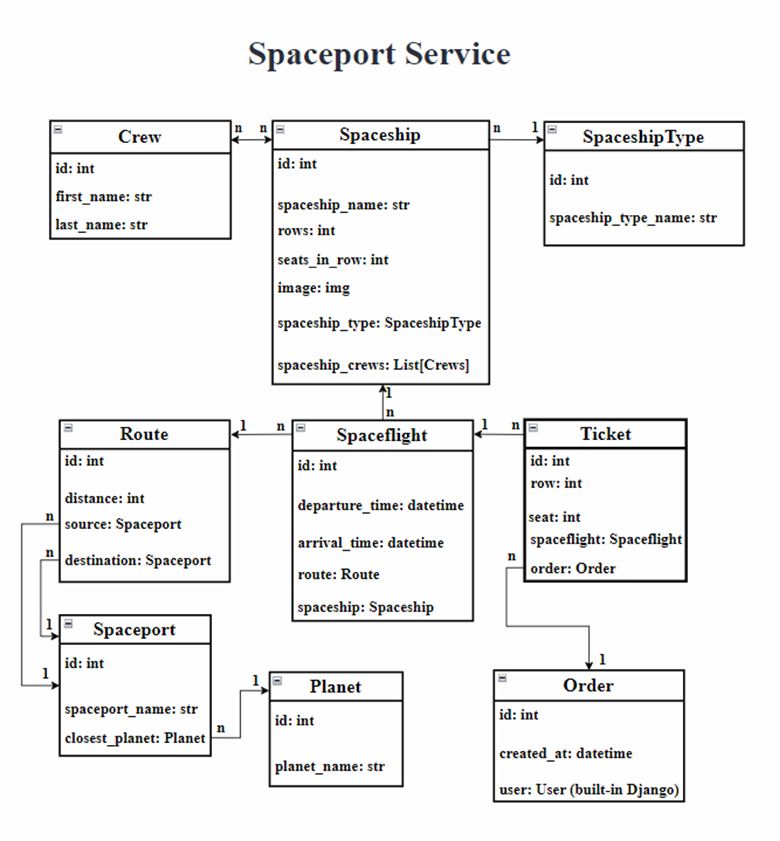 Spaceport Service
n n n 1
Crew
id: int
first_name: str
last_name: str
Spaceship
id: int
spaceship_name: str
rows: int
seats_in_row: int
image: img
spaceship_type: SpaceshipType
spaceship_crews: List[Crews]
SpaceshipType
id: int
spaceship_type_name: str
1
n
1 n 1 n
Route
id: int
distance: int
source: Spaceport
destination: Spaceport
Spaceflight
id: int
departure_time: datetime
arrival_time: datetime
route: Route
spaceship: Spaceship
Ticket
id: int
row: int
seat: int
spaceflight: Spaceflight
order: Order
n
n
n
1
1
1
Spaceport
id: int
spaceport_name: str
closest_planet: Planet
n
1
Planet
id: int
planet_name: str
Order
id: int
created_at: datetime
user: User (built-in Django)